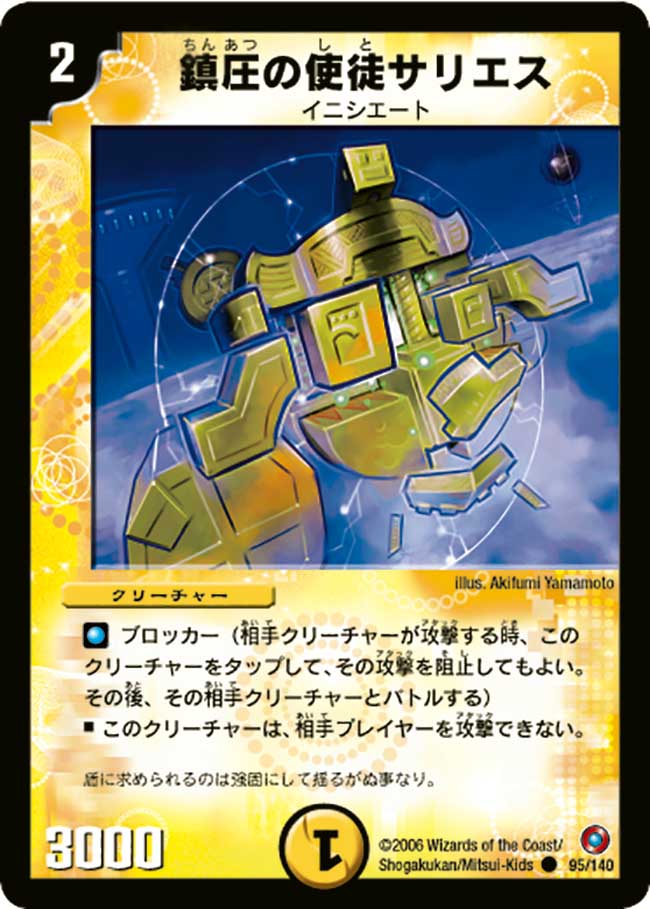 2
鎮圧の使徒サリエス
ちんあつ しと
イニシエート
illus. Akifumi Yamamoto
クリーチャー
ブロッカー（相手クリーチャーが攻撃する時、この
クリーチャーをタップして、その攻撃を阻止してもよい。
その後、その相手クリーチャーとバトルする）
■ このクリーチャーは、相手プレイヤーを攻撃できない。
盾に求められるのは強固にして揺るがぬ事なり。
3000
1
©2006 Wizards of the Coast/
Shogakukan/Mitsui-Kids ● 95/140